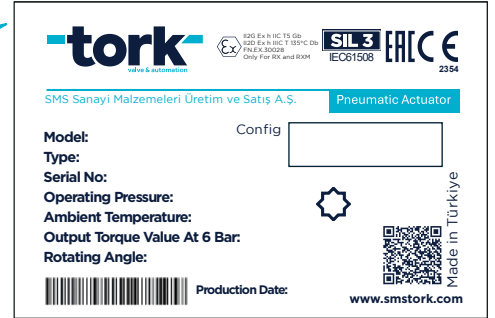 tork
valve & automation
II2G Ex h IIC T5 Gb
II2D Ex h IIIC T 135°C Db
FN.EX.30028
Only For RX and RXM
SIL 3
IEC61508
EAC CE
2354
SMS Sanayi Malzemeleri Üretim ve Satış A.Ş.
Pneumatic Actuator
Config
Model:
Type:
Serial No:
Operating Pressure:
Ambient Temperature:
Output Torque Value At 6 Bar:
Rotating Angle:
Made in Türkiye
Production Date:
www.smstork.com